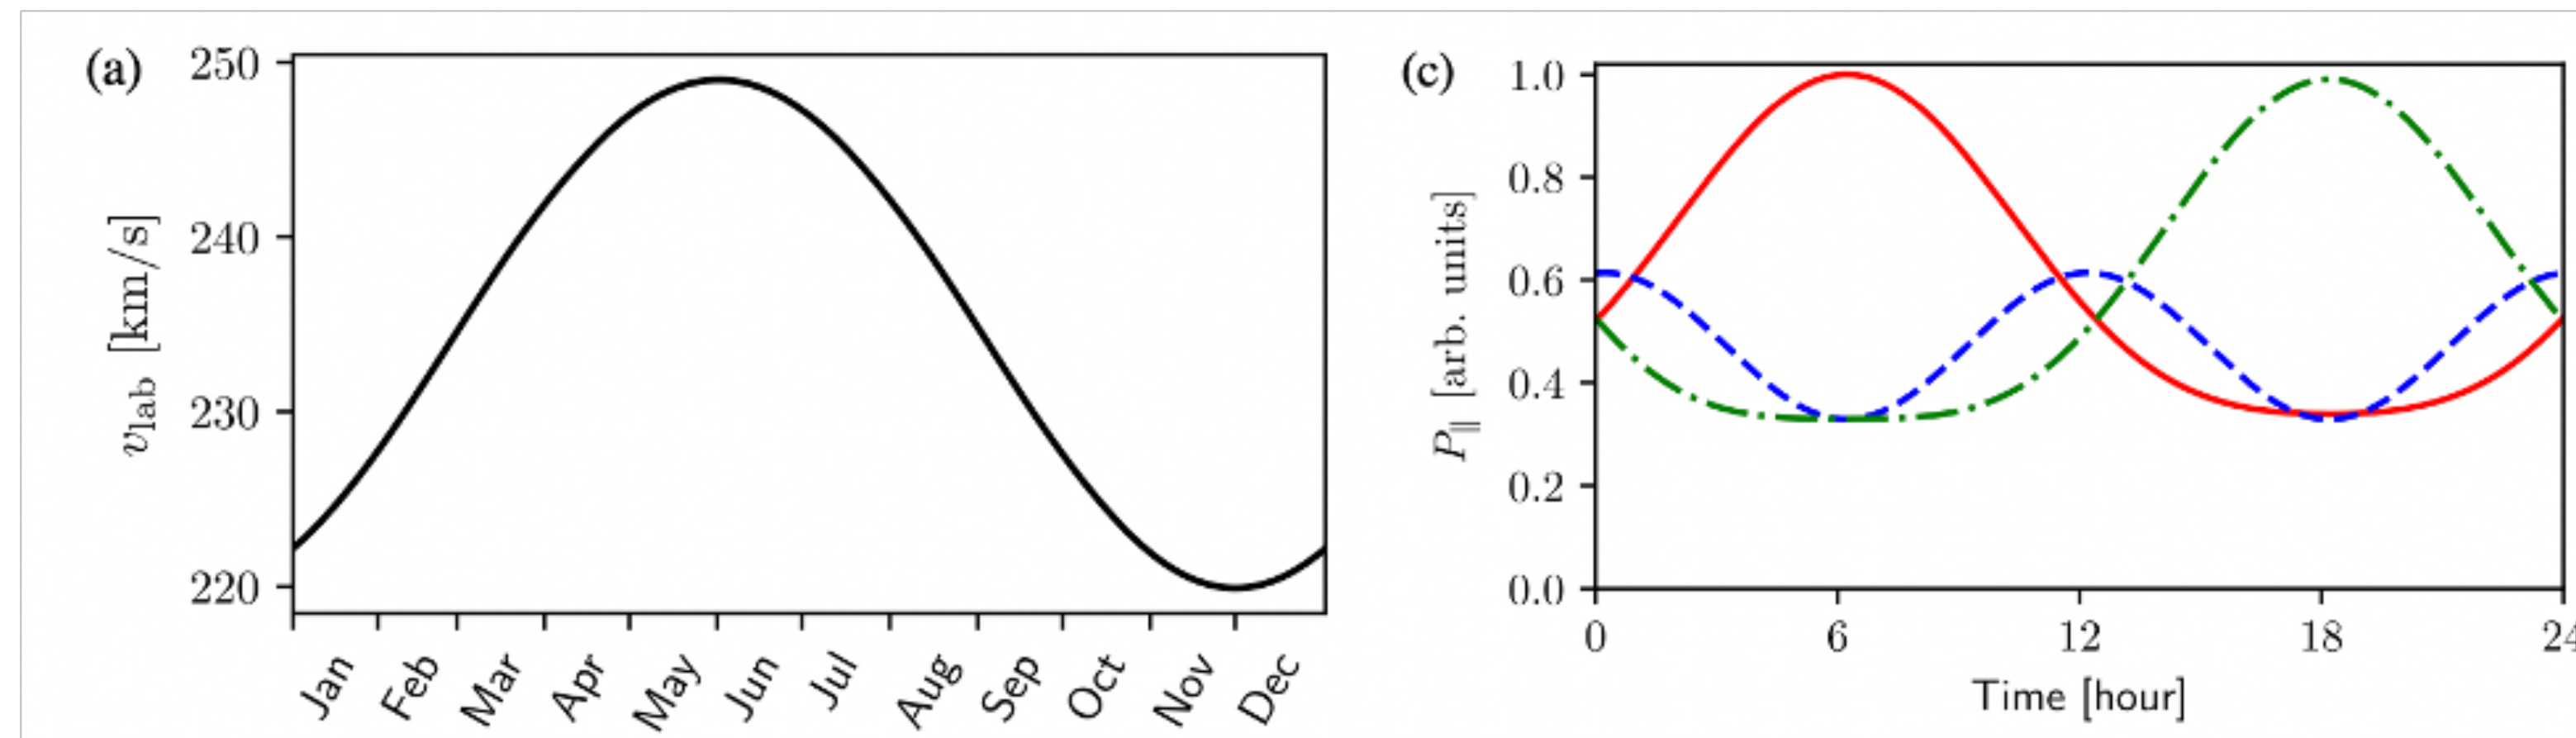 (a)
250
240
230
220
v_lab [km/s]
Jan Feb Mar Apr May Jun Jul Aug Sep Oct Nov Dec
(c)
1.0
0.8
0.6
0.4
0.2
0.0
P_∥ [arb. units]
0 6 12 18 24
Time [hour]